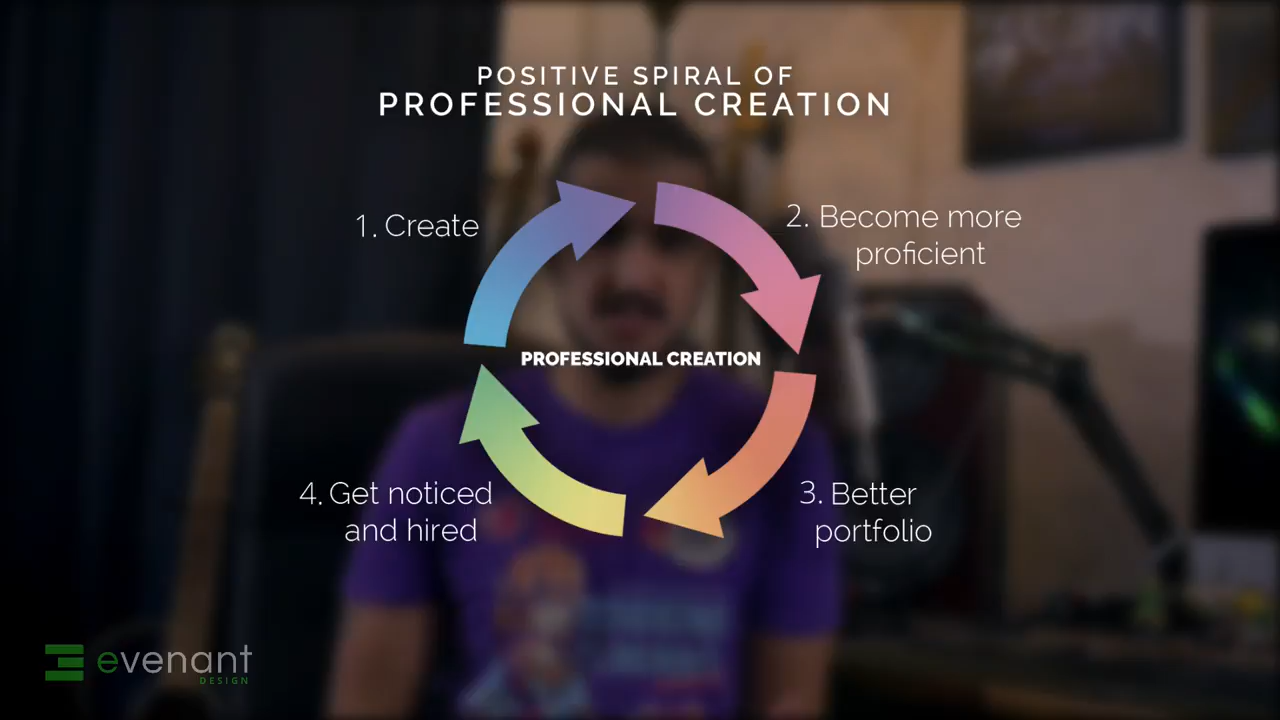 POSITIVE SPIRAL OF
PROFESSIONAL CREATION
1. Create
2. Become more
proficient
PROFESSIONAL CREATION
4. Get noticed
and hired
3. Better
portfolio
evenant
DESIGN